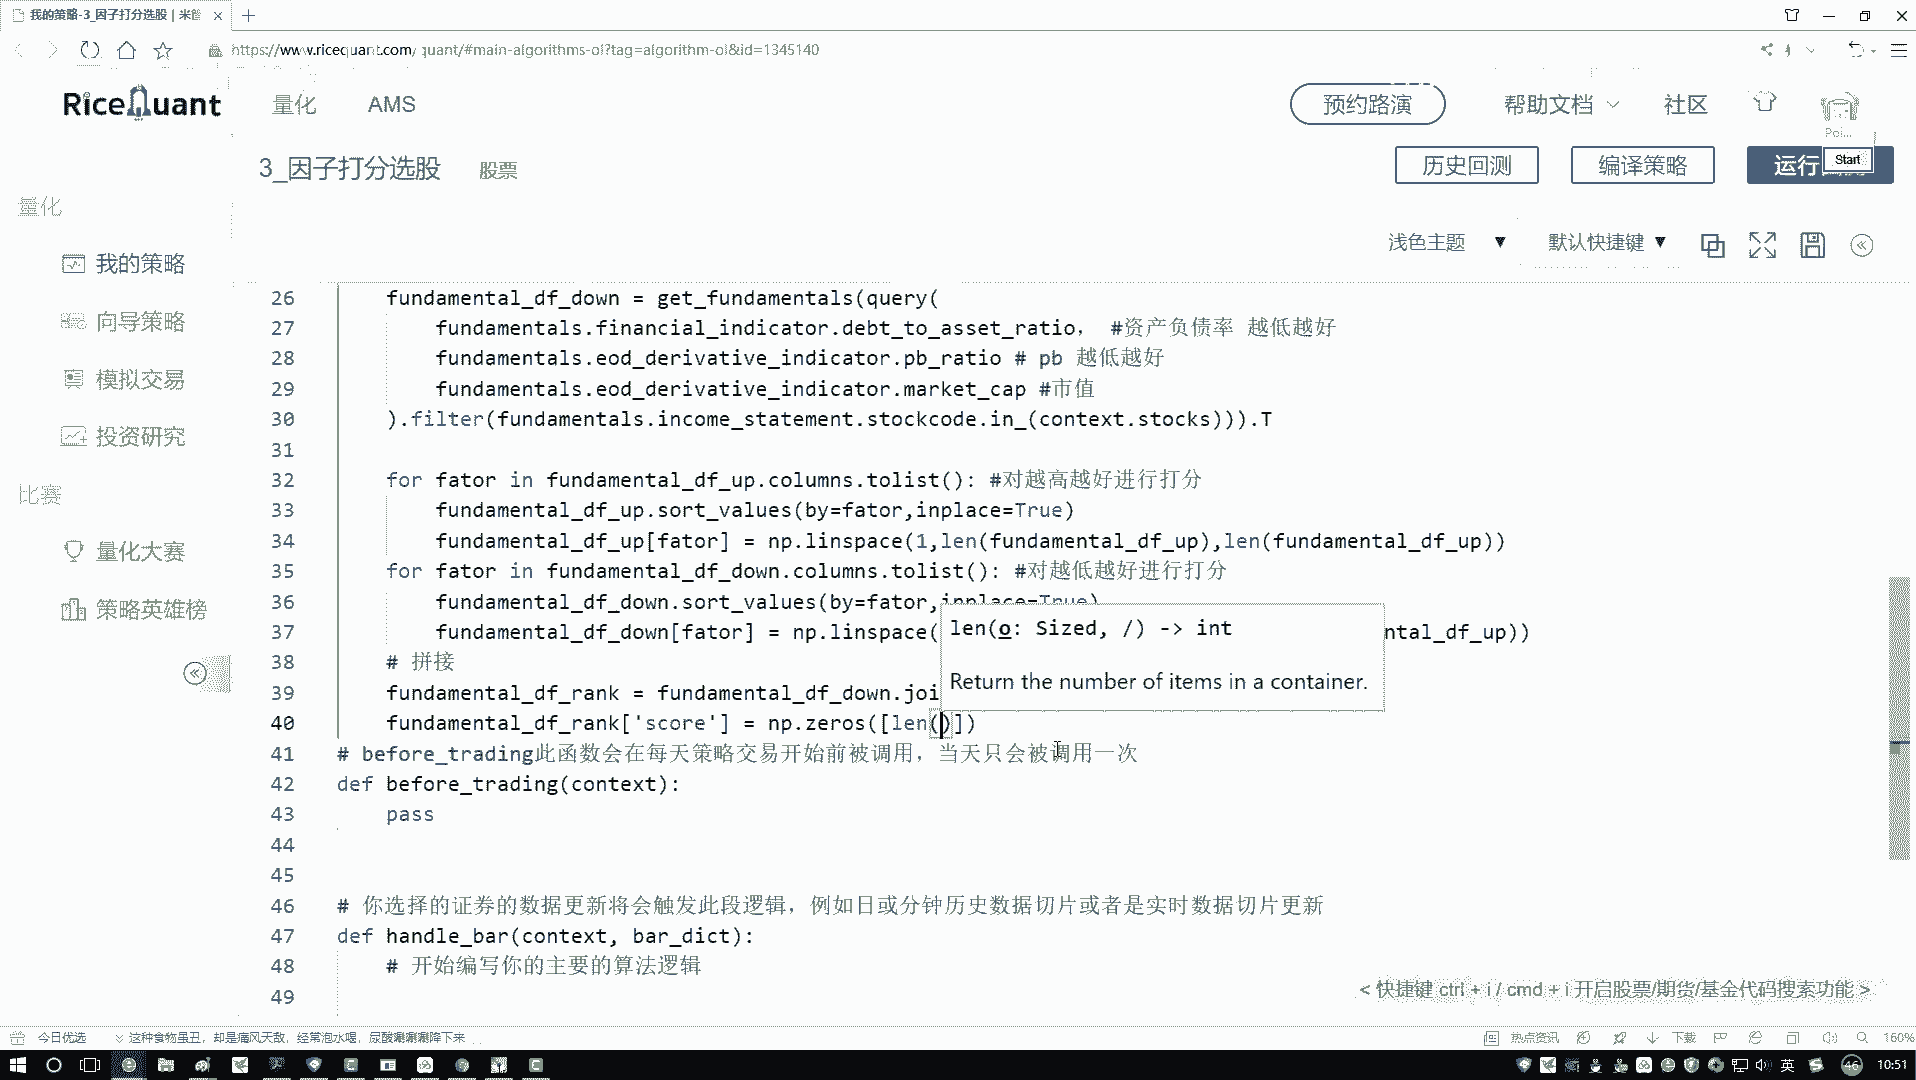 我的策略-3_因子打分选股 | 米筐
https://www.ricequant.com/quant/#main-algorithms-ol?tag=algorithm-ol&id=1345140
RiceQuant 量化 AMS 预约路演 帮助文档 社区
Poi...
3_因子打分选股 股票 历史回测 编译策略 运行 Start
量化
浅色主题 默认快捷键
我的策略
向导策略
模拟交易
投资研究
比赛
量化大赛
策略英雄榜
26 fundamental_df_down = get_fundamentals(query(
27 fundamentals.financial_indicator.debt_to_asset_ratio, #资产负债率 越低越好
28 fundamentals.eod_derivative_indicator.pb_ratio # pb 越低越好
29 fundamentals.eod_derivative_indicator.market_cap #市值
30 ).filter(fundamentals.income_statement.stockcode.in_(context.stocks))).T
31
32 for fator in fundamental_df_up.columns.tolist(): #对越高越好进行打分
33 fundamental_df_up.sort_values(by=fator,inplace=True)
34 fundamental_df_up[fator] = np.linspace(1,len(fundamental_df_up),len(fundamental_df_up))
35 for fator in fundamental_df_down.columns.tolist(): #对越低越好进行打分
36 fundamental_df_down.sort_values(by=fator,inplace=True)
37 fundamental_df_down[fator] = np.linspace( ntal_df_up))
len(o: Sized, /) -> int
Return the number of items in a container.
38 # 拼接
39 fundamental_df_rank = fundamental_df_down.joi
40 fundamental_df_rank['score'] = np.zeros([len()])
41 # before_trading此函数会在每天策略交易开始前被调用，当天只会被调用一次
42 def before_trading(context):
43 pass
44
45
46 # 你选择的证券的数据更新将会触发此段逻辑，例如日或分钟历史数据切片或者是实时数据切片更新
47 def handle_bar(context, bar_dict):
48 # 开始编写你的主要的算法逻辑
49
< 快捷键 ctrl + i / cmd + i 开启股票/期货/基金代码搜索功能 >
今日优选 这种食物虽丑，却是痛风天敌，经常泡水喝，尿酸唰唰唰降下来 热点资讯 下载 160%
英 46 10:51